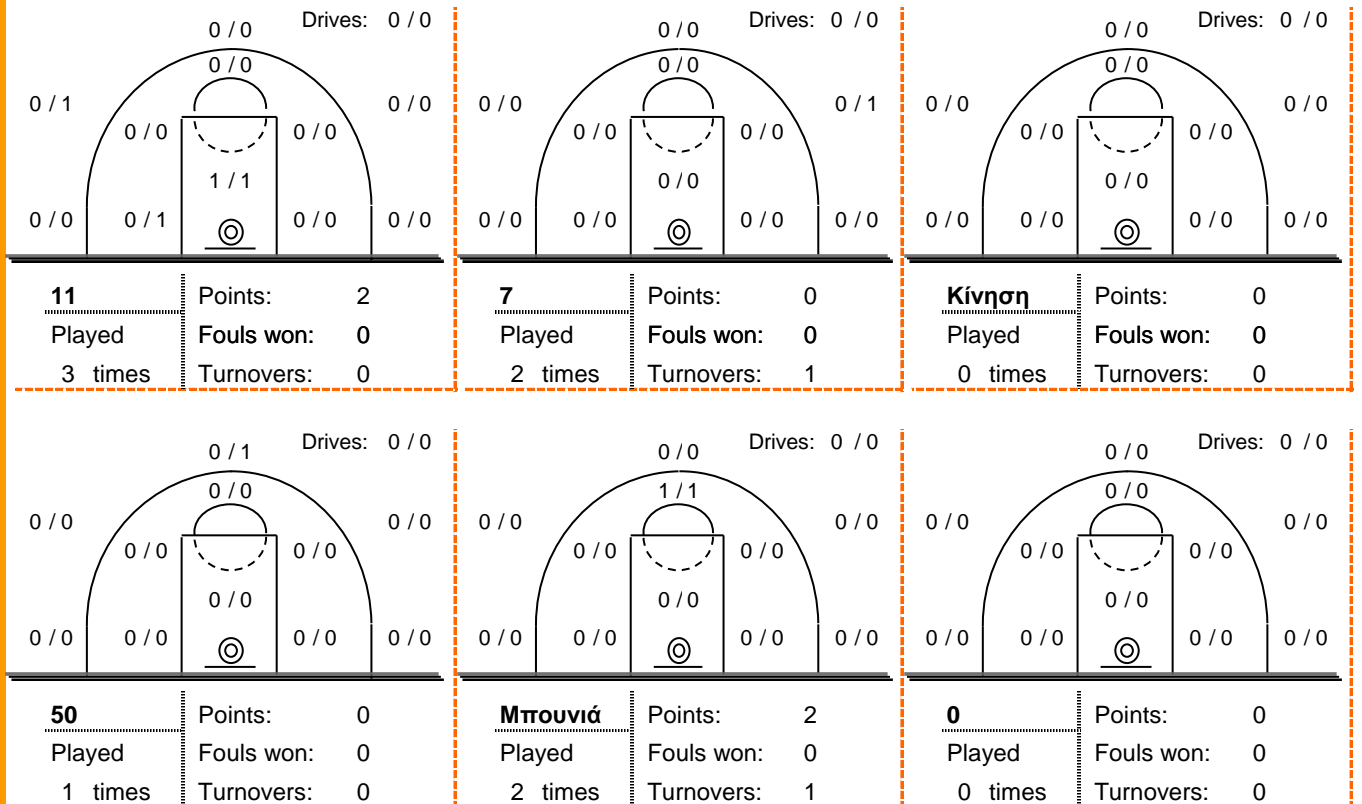 Drives: 0 / 0
0 / 0
0 / 0
0 / 1
0 / 0
0 / 0
0 / 0
1 / 1
0 / 0
0 / 1
0 / 0
0 / 0
11
Points: 2
Played
Fouls won: 0
3 times
Turnovers: 0
Drives: 0 / 0
0 / 0
0 / 0
0 / 0
0 / 1
0 / 0
0 / 0
0 / 0
0 / 0
0 / 0
0 / 0
0 / 0
7
Points: 0
Played
Fouls won: 0
2 times
Turnovers: 1
Drives: 0 / 0
0 / 0
0 / 0
0 / 0
0 / 0
0 / 0
0 / 0
0 / 0
0 / 0
0 / 0
0 / 0
0 / 0
Κίνηση
Points: 0
Played
Fouls won: 0
0 times
Turnovers: 0
Drives: 0 / 0
0 / 1
0 / 0
0 / 0
0 / 0
0 / 0
0 / 0
0 / 0
0 / 0
0 / 0
0 / 0
0 / 0
50
Points: 0
Played
Fouls won: 0
1 times
Turnovers: 0
Drives: 0 / 0
0 / 0
1 / 1
0 / 0
0 / 0
0 / 0
0 / 0
0 / 0
0 / 0
0 / 0
0 / 0
0 / 0
Μπουνιά
Points: 2
Played
Fouls won: 0
2 times
Turnovers: 1
Drives: 0 / 0
0 / 0
0 / 0
0 / 0
0 / 0
0 / 0
0 / 0
0 / 0
0 / 0
0 / 0
0 / 0
0 / 0
0
Points: 0
Played
Fouls won: 0
0 times
Turnovers: 0